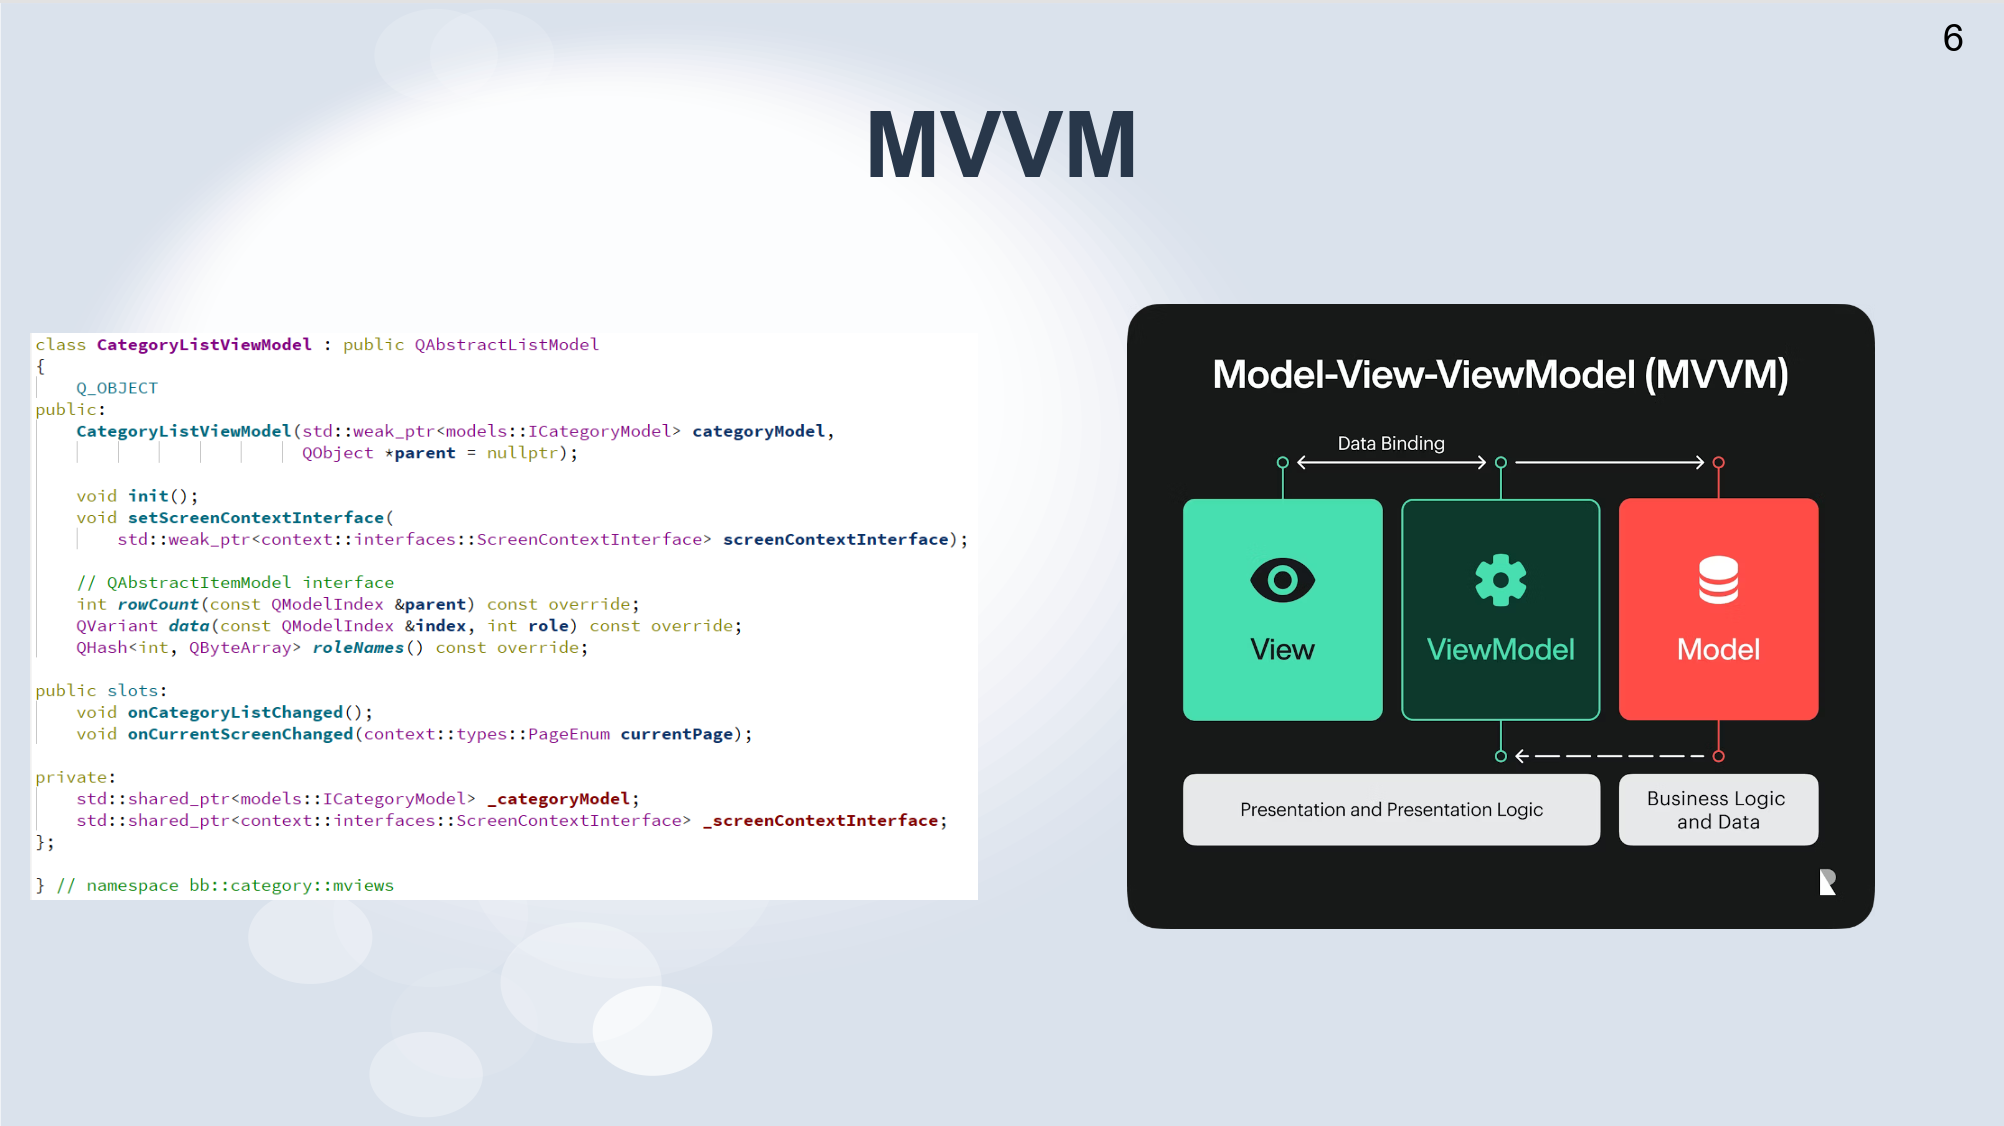 6
MVVM
class CategoryListViewModel : public QAbstractListModel
{
    Q_OBJECT
public:
    CategoryListViewModel(std::weak_ptr<models::ICategoryModel> categoryModel,
                          QObject *parent = nullptr);

    void init();
    void setScreenContextInterface(
        std::weak_ptr<context::interfaces::ScreenContextInterface> screenContextInterface);

    // QAbstractItemModel interface
    int rowCount(const QModelIndex &parent) const override;
    QVariant data(const QModelIndex &index, int role) const override;
    QHash<int, QByteArray> roleNames() const override;

public slots:
    void onCategoryListChanged();
    void onCurrentScreenChanged(context::types::PageEnum currentPage);

private:
    std::shared_ptr<models::ICategoryModel> _categoryModel;
    std::shared_ptr<context::interfaces::ScreenContextInterface> _screenContextInterface;
};

} // namespace bb::category::mviews
Model-View-ViewModel (MVVM)
Data Binding
View
ViewModel
Model
Presentation and Presentation Logic
Business Logic
and Data